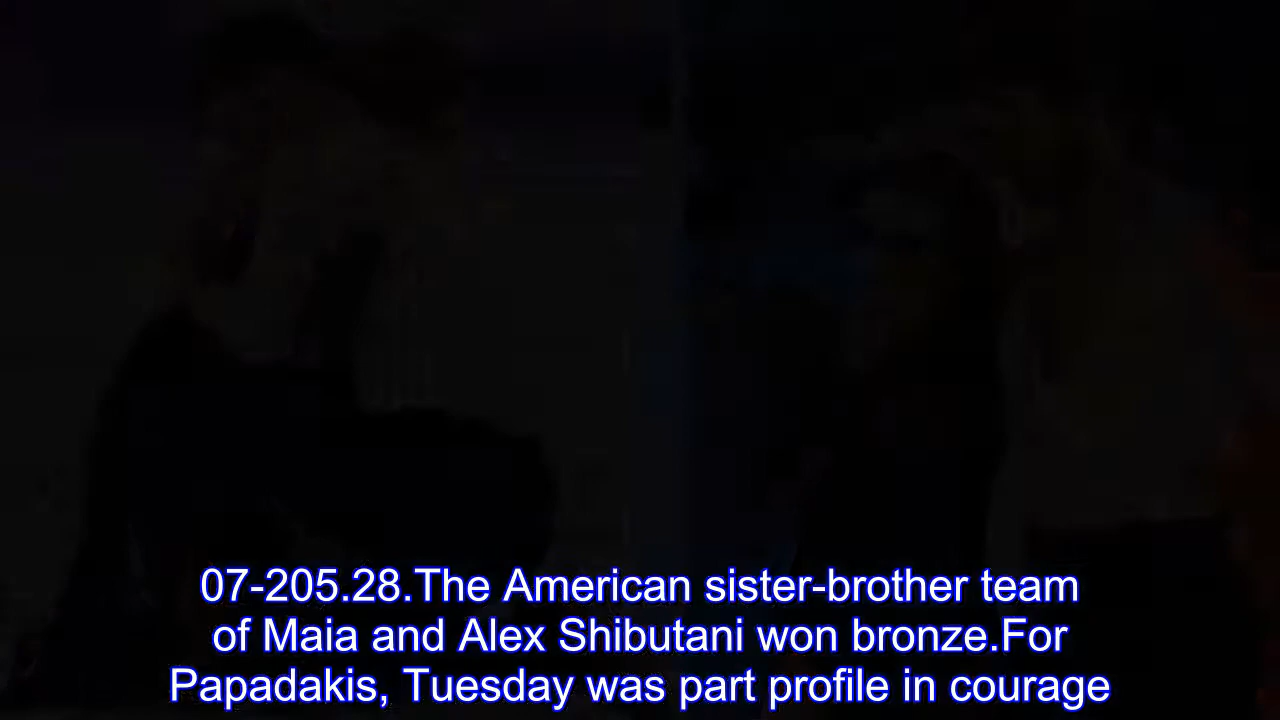 07-205.28.The American sister-brother team
of Maia and Alex Shibutani won bronze.For
Papadakis, Tuesday was part profile in courage